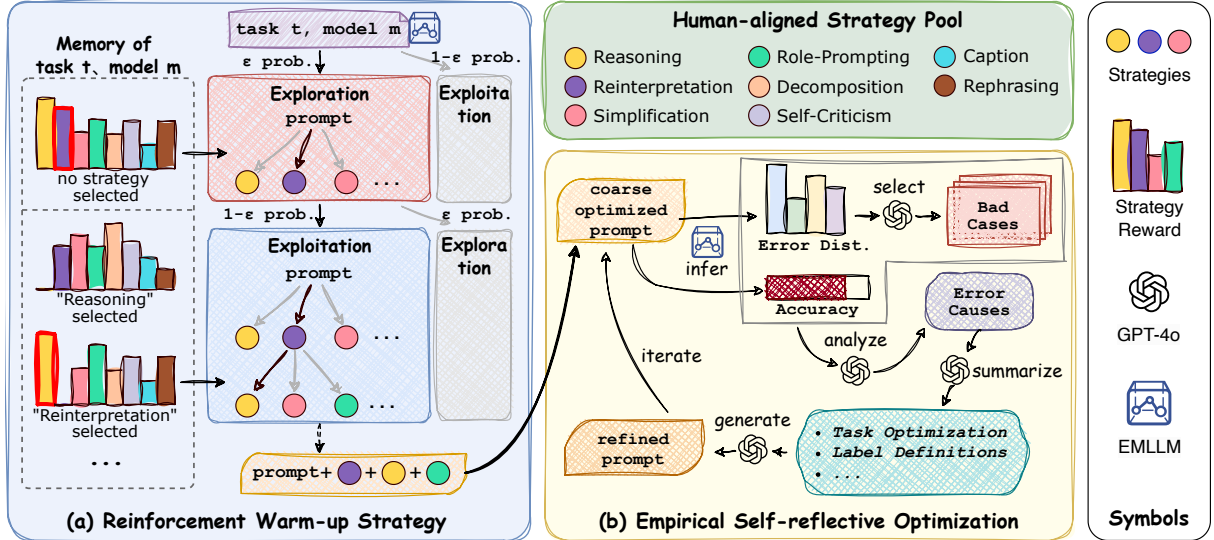 task t, model m
Memory of
task t、model m
ε prob.
1-ε prob.
Exploration
prompt
...
Exploita
tion
no strategy
selected
1-ε prob.
ε prob.
Exploitation
prompt
...
...
Explora
tion
"Reasoning"
selected
"Reinterpretation"
selected
...
prompt+ + +
(a) Reinforcement Warm-up Strategy
Human-aligned Strategy Pool
Reasoning
Role-Prompting
Caption
Reinterpretation
Decomposition
Rephrasing
Simplification
Self-Criticism
coarse
optimized
prompt
infer
Error Dist.
select
Bad
Cases
Accuracy
analyze
Error
Causes
summarize
iterate
generate
refined
prompt
• Task Optimization
• Label Definitions
• ...
(b) Empirical Self-reflective Optimization
Strategies
Strategy
Reward
GPT-4o
EMLLM
Symbols